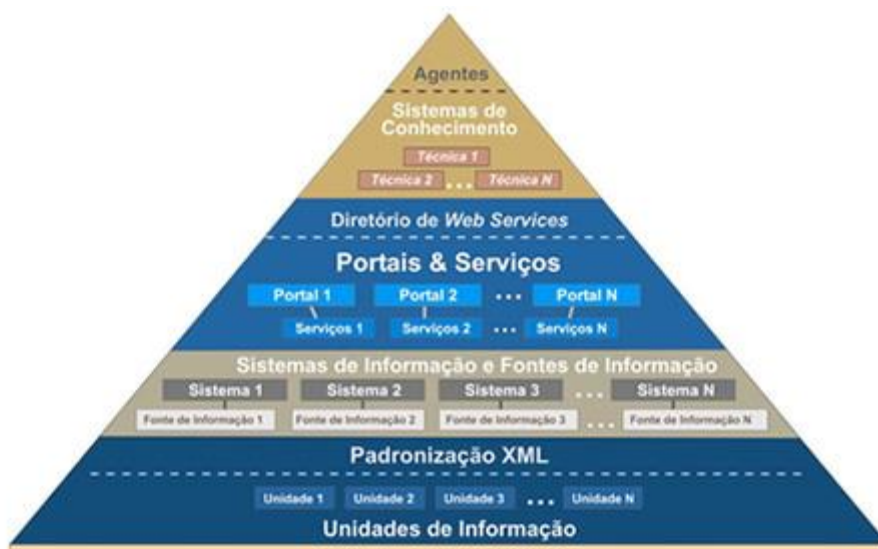 Agentes
Sistemas de
Conhecimento
Técnica 1
Técnica 2 ... Técnica N
Diretório de Web Services
Portais & Serviços
Portal 1 Portal 2 ... Portal N
Serviços 1 Serviços 2 ... Serviços N
Sistemas de Informação e Fontes de Informação
Sistema 1 Sistema 2 Sistema 3 ... Sistema N
Fonte de Informação 1 Fonte de Informação 2 Fonte de Informação 3 ... Fonte de Informação N
Padronização XML
Unidade 1 Unidade 2 Unidade 3 ... Unidade N
Unidades de Informação